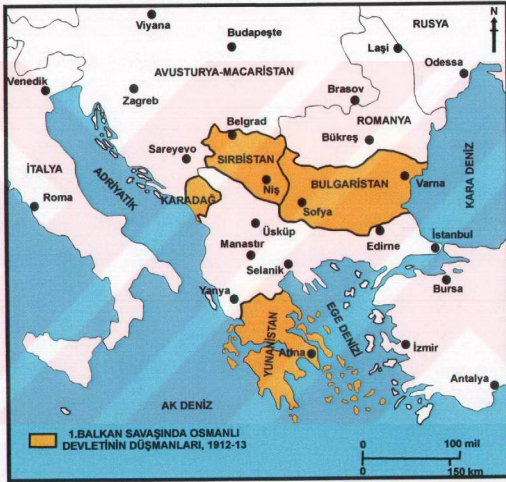 Viyana
RUSYA
N
Budapeşte
Laşi
Odessa
AVUSTURYA-MACARİSTAN
Venedik
Zagreb
Brasov
Belgrad
ROMANYA
Bükreş
Sareyevo
SIRBİSTAN
İTALYA
ADRİYATİK
KARADAĞ
Niş
BULGARİSTAN
Varna
KARA DENİZ
Roma
Sofya
Üsküp
Edirne
İstanbul
Manastır
Selanik
Bursa
Yanya
EGE DENİZİ
YUNANİSTAN
Atina
İzmir
Antalya
AK DENİZ
1.BALKAN SAVAŞINDA OSMANLI
DEVLETİNİN DÜŞMANLARI, 1912-13
0 100 mil
0 150 km